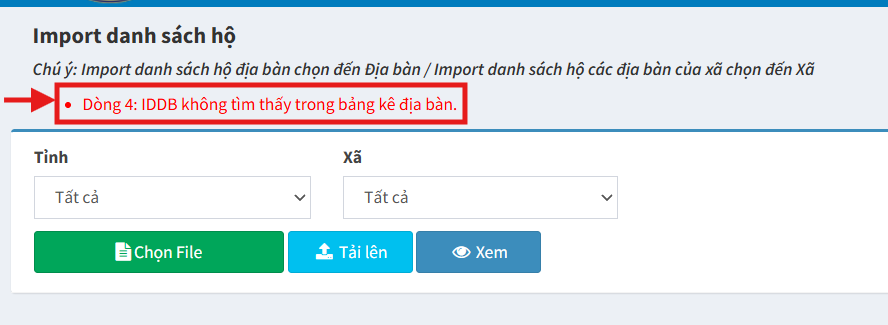 Import danh sách hộ
Chú ý: Import danh sách hộ địa bàn chọn đến Địa bàn / Import danh sách hộ các địa bàn của xã chọn đến Xã
Dòng 4: IDDB không tìm thấy trong bảng kê địa bàn.
Tỉnh Xã
Tất cả Tất cả
Chọn File Tải lên Xem